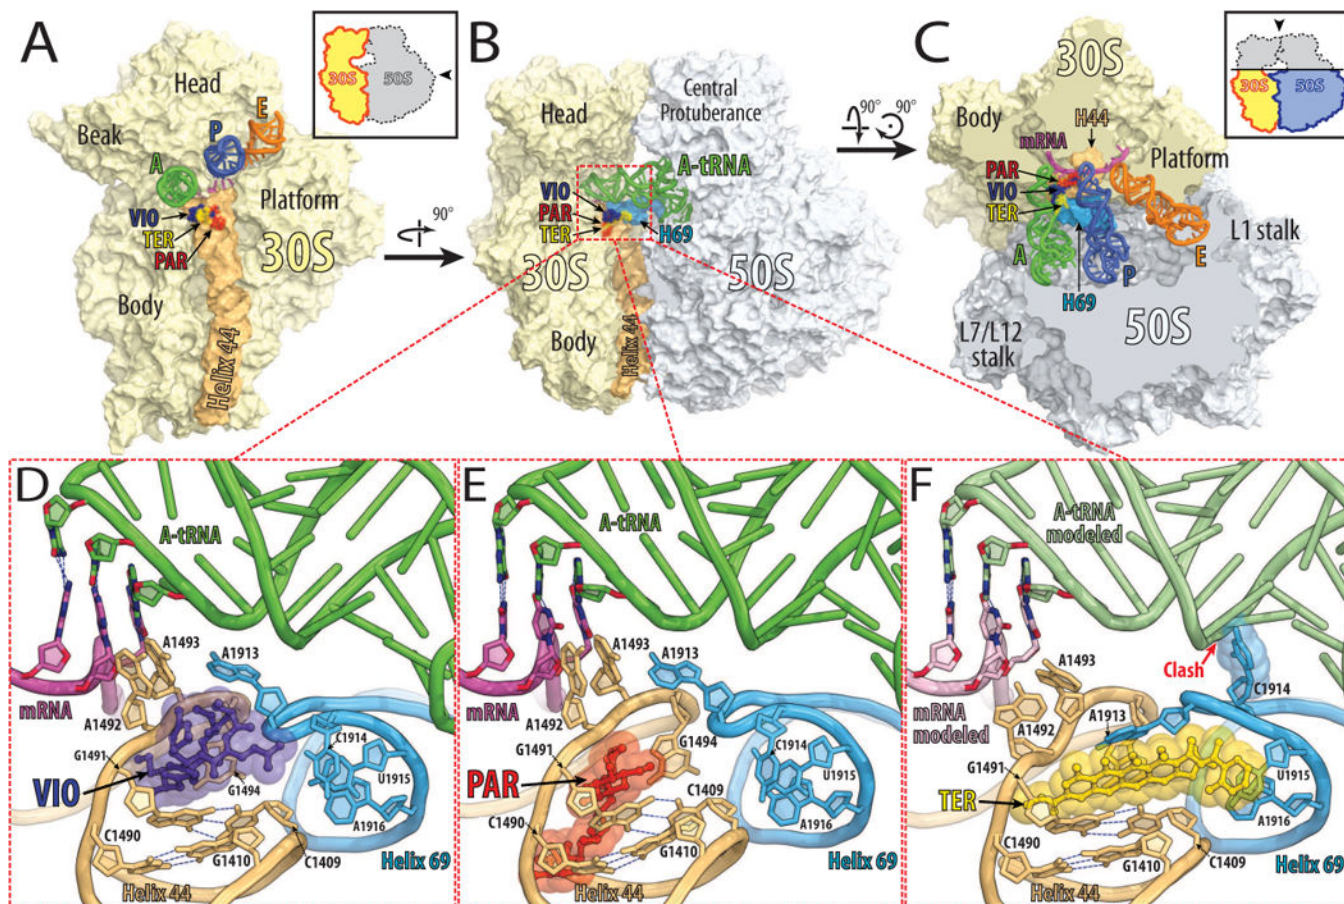 A
Head
Beak
P
E
A
VIO
TER
PAR
Platform
30S
Body
Helix 44
30S
50S
90°
B
Head
Central
Protuberance
A-tRNA
VIO
PAR
TER
H69
30S
50S
Body
Helix 44
90°
90°
C
30S
Body
H44
mRNA
Platform
PAR
VIO
TER
L1 stalk
A
P
E
H69
50S
L7/L12
stalk
30S
50S
D
A-tRNA
A1493
A1913
mRNA
A1492
G1491
C1914
VIO
G1494
U1915
C1490
A1916
G1410
C1409
Helix 69
Helix 44
E
A-tRNA
A1493
A1913
mRNA
A1492
G1491
G1494
C1914
PAR
U1915
C1409
C1490
A1916
G1410
Helix 69
Helix 44
F
A-tRNA
modeled
A1493
Clash
C1914
mRNA
modeled
A1492
A1913
G1491
U1915
TER
A1916
C1490
G1410
C1409
Helix 69
Helix 44